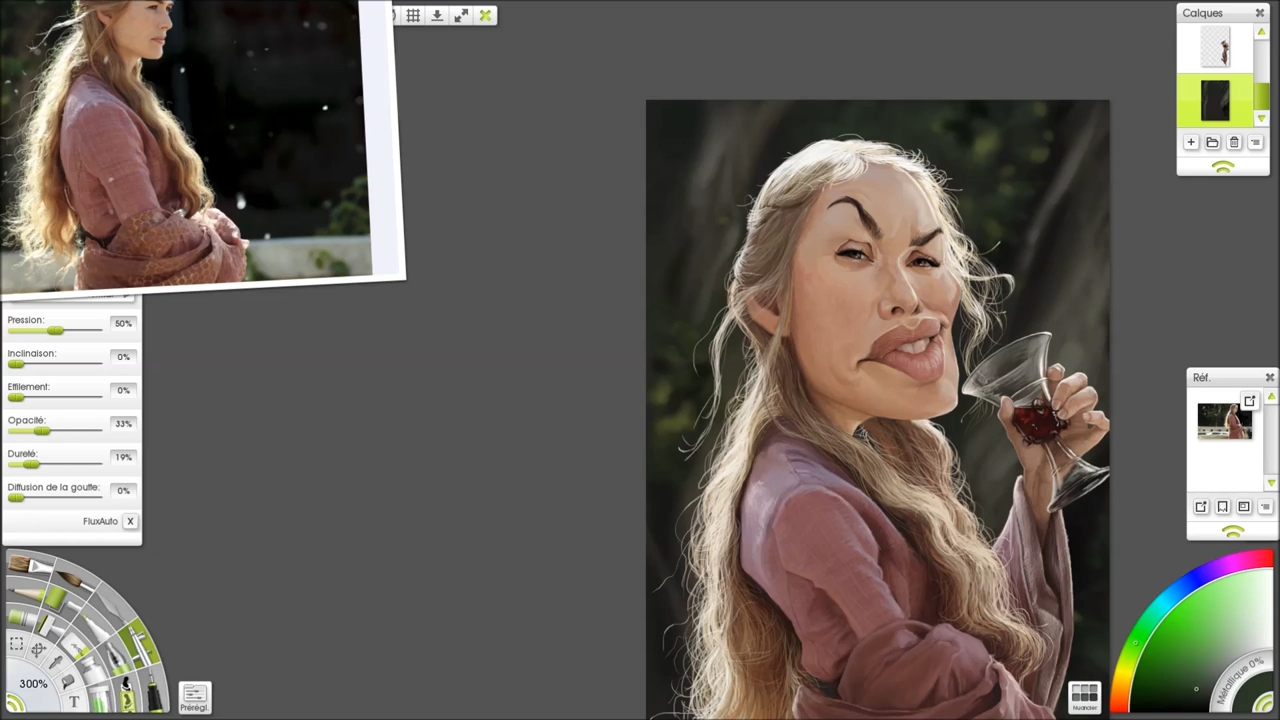 Calques
Pression:
50%
Inclinaison:
0%
Effilement:
0%
Opacité:
33%
Dureté:
19%
Diffusion de la goutte:
0%
FluxAuto X
Réf.
300%
T
Prérégl.
Nuancier
Métallique 0%